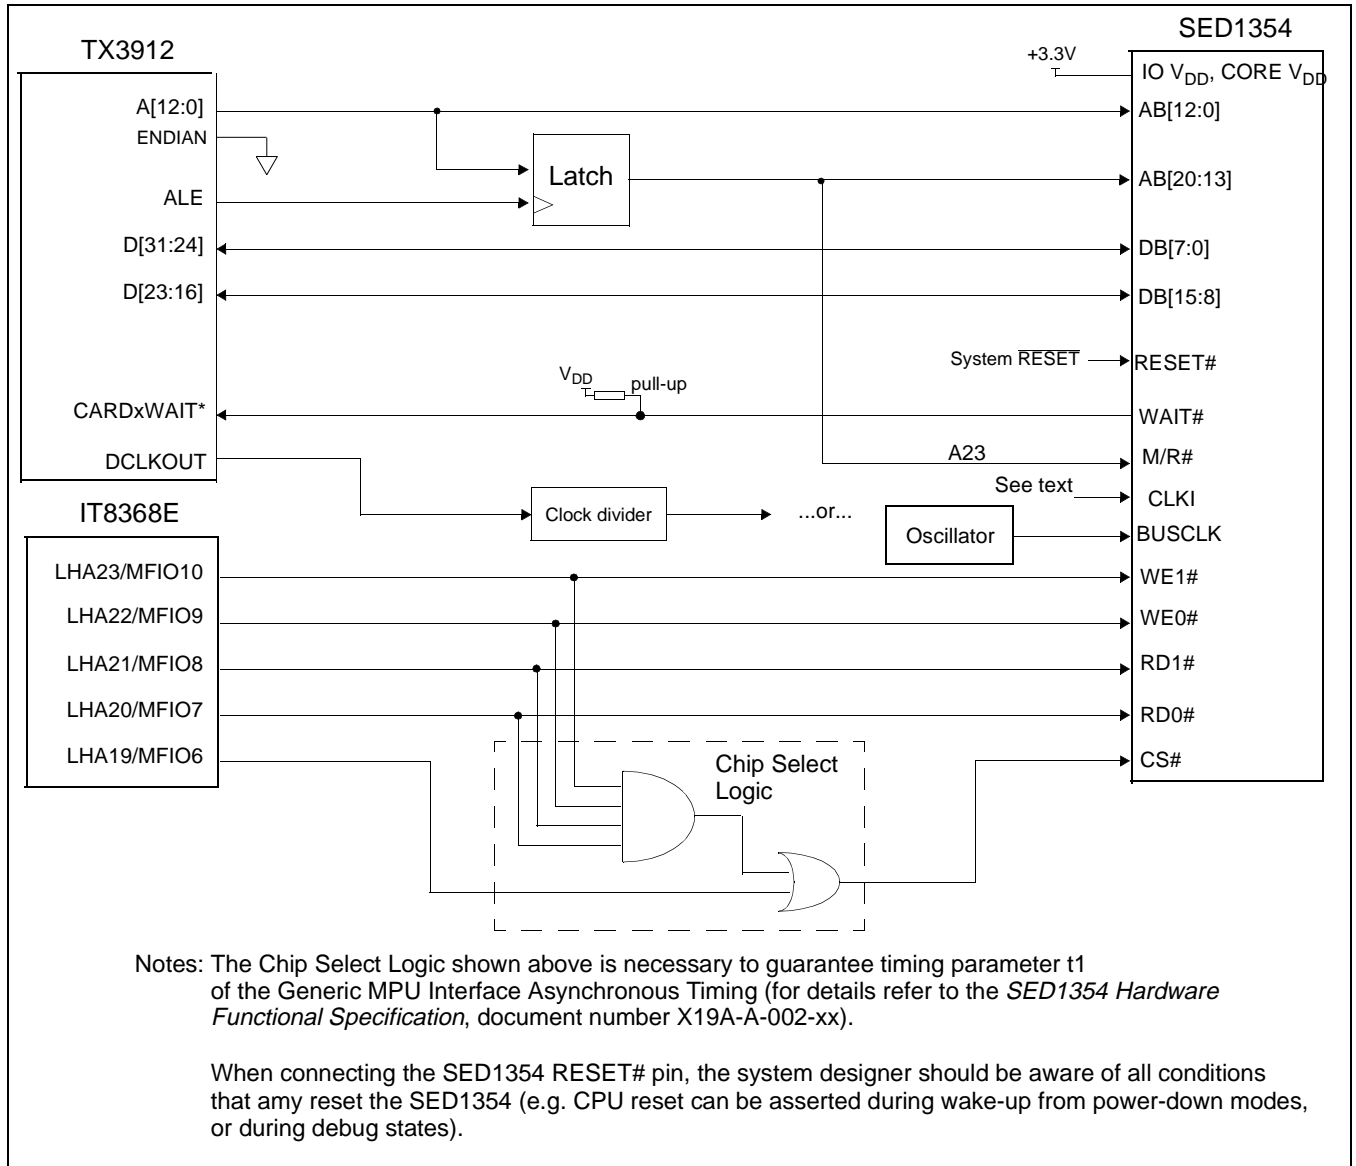 TX3912
SED1354
+3.3V
IO VDD, CORE VDD
A[12:0]
AB[12:0]
ENDIAN
Latch
ALE
AB[20:13]
D[31:24]
DB[7:0]
D[23:16]
DB[15:8]
System RESET
RESET#
VDD
pull-up
CARDxWAIT*
WAIT#
DCLKOUT
A23
M/R#
See text
CLKI
IT8368E
Clock divider
...or...
Oscillator
BUSCLK
LHA23/MFIO10
WE1#
LHA22/MFIO9
WE0#
LHA21/MFIO8
RD1#
LHA20/MFIO7
RD0#
LHA19/MFIO6
CS#
Chip Select
Logic
Notes: The Chip Select Logic shown above is necessary to guarantee timing parameter t1
of the Generic MPU Interface Asynchronous Timing (for details refer to the SED1354 Hardware
Functional Specification, document number X19A-A-002-xx).
When connecting the SED1354 RESET# pin, the system designer should be aware of all conditions
that amy reset the SED1354 (e.g. CPU reset can be asserted during wake-up from power-down modes,
or during debug states).